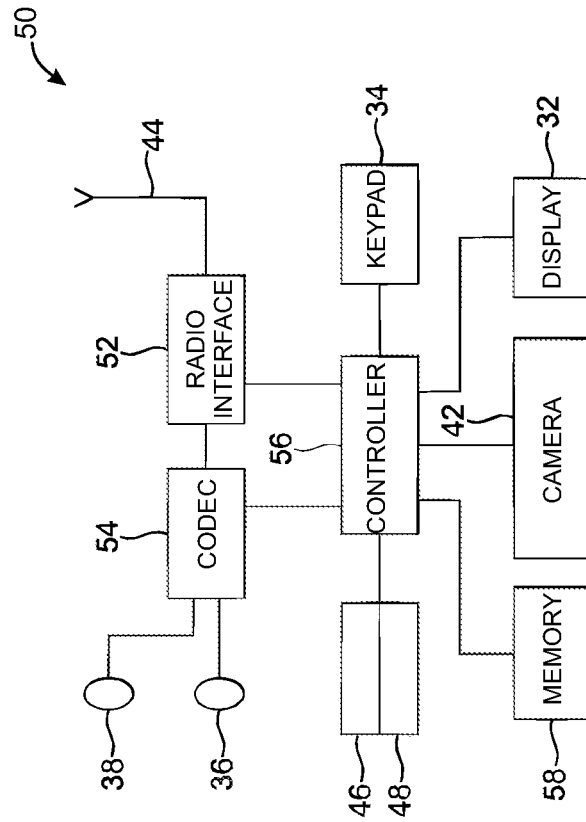 50
44
52
RADIO
INTERFACE
54
CODEC
38
36
34
KEYPAD
56
CONTROLLER
46
48
32
DISPLAY
42
CAMERA
58
MEMORY